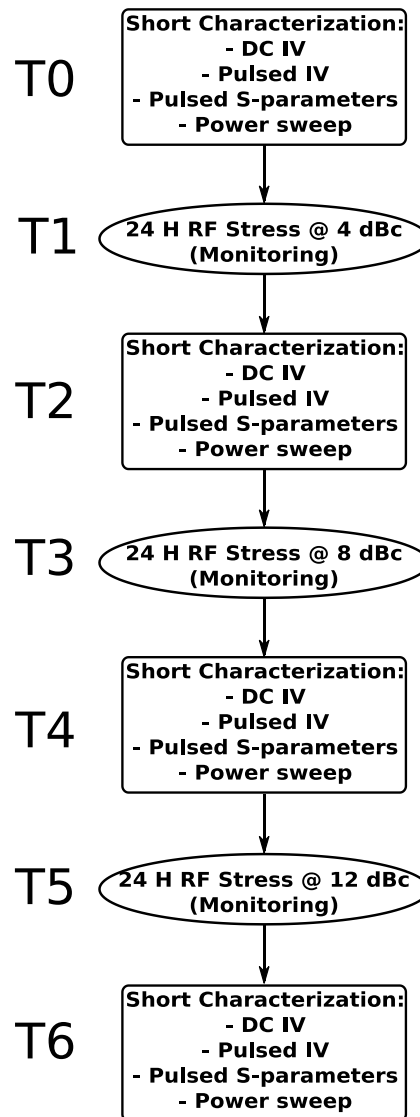 T0
Short Characterization:
- DC IV
- Pulsed IV
- Pulsed S-parameters
- Power sweep
T1
24 H RF Stress @ 4 dBc
(Monitoring)
T2
Short Characterization:
- DC IV
- Pulsed IV
- Pulsed S-parameters
- Power sweep
T3
24 H RF Stress @ 8 dBc
(Monitoring)
T4
Short Characterization:
- DC IV
- Pulsed IV
- Pulsed S-parameters
- Power sweep
T5
24 H RF Stress @ 12 dBc
(Monitoring)
T6
Short Characterization:
- DC IV
- Pulsed IV
- Pulsed S-parameters
- Power sweep